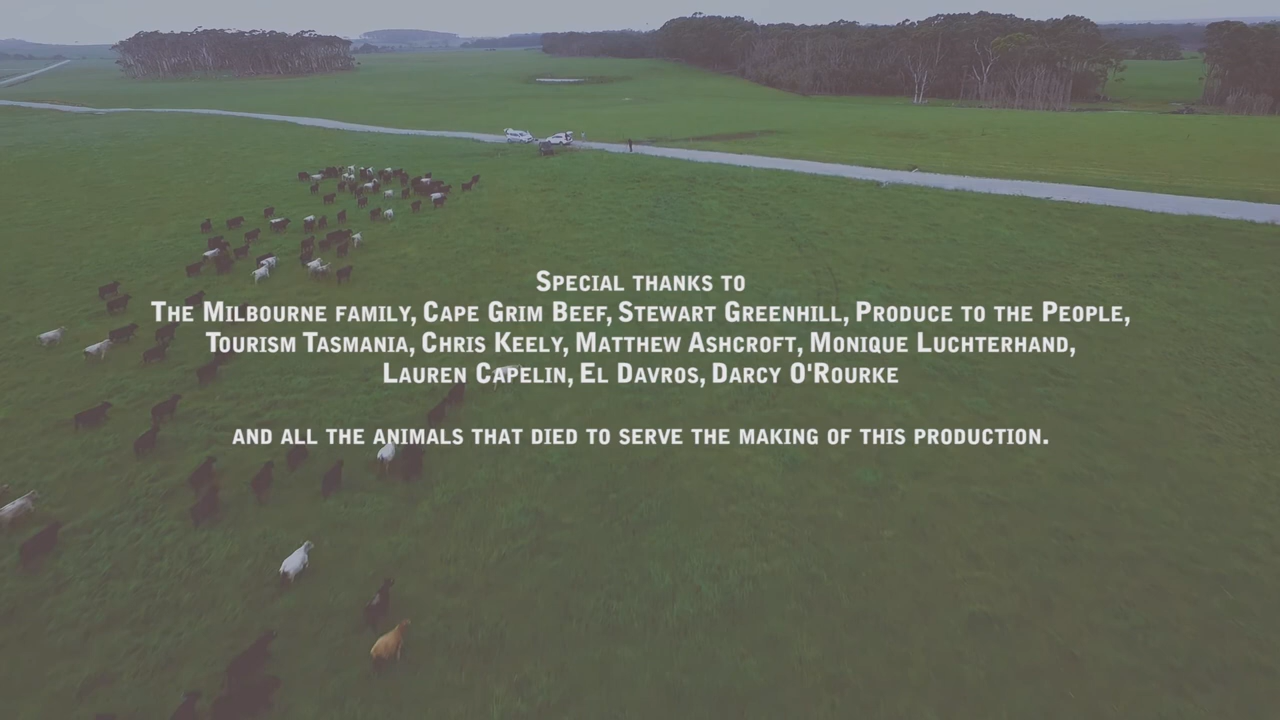 Special thanks to
The Milbourne family, Cape Grim Beef, Stewart Greenhill, Produce to the People,
Tourism Tasmania, Chris Keely, Matthew Ashcroft, Monique Luchterhand,
Lauren Capelin, El Davros, Darcy O'Rourke
and all the animals that died to serve the making of this production.